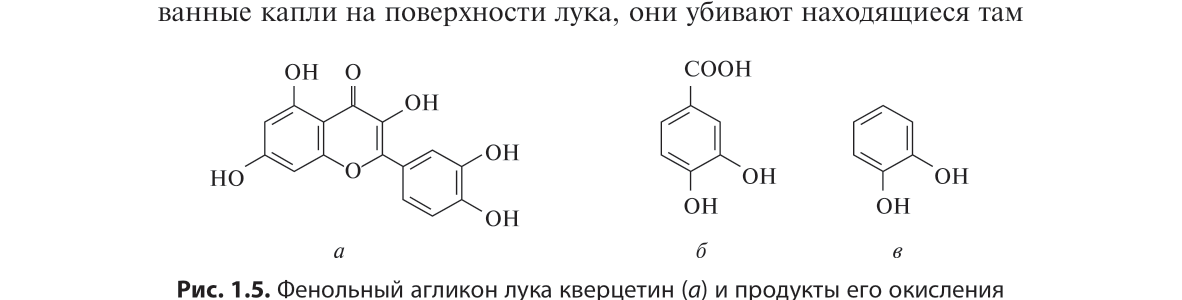 ванные капли на поверхности лука, они убивают находящиеся там
OH O
COOH
OH
OH
HO
O
OH
OH
OH
OH
OH
а б в
Рис. 1.5. Фенольный агликон лука кверцетин (а) и продукты его окисления